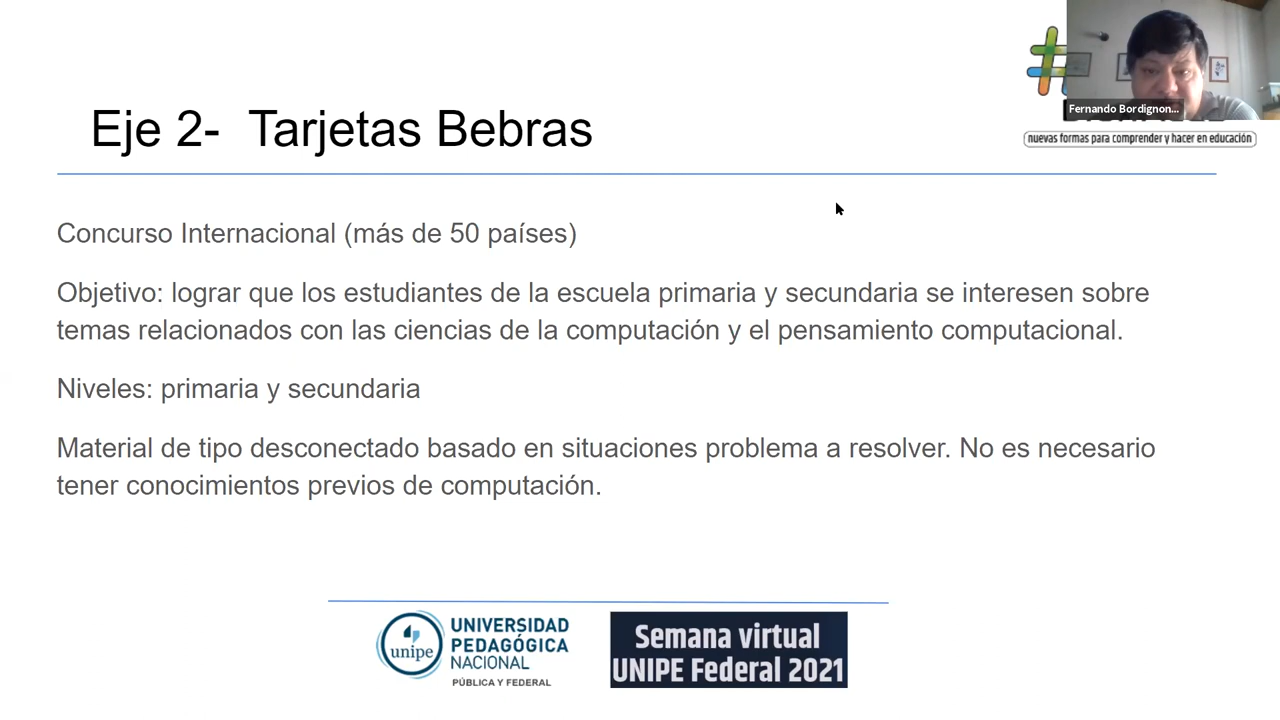 Eje 2- Tarjetas Bebras
Fernando Bordignon...
nuevas formas para comprender y hacer en educación
Concurso Internacional (más de 50 países)
Objetivo: lograr que los estudiantes de la escuela primaria y secundaria se interesen sobre
temas relacionados con las ciencias de la computación y el pensamiento computacional.
Niveles: primaria y secundaria
Material de tipo desconectado basado en situaciones problema a resolver. No es necesario
tener conocimientos previos de computación.
unipe
UNIVERSIDAD
PEDAGÓGICA
NACIONAL
PÚBLICA Y FEDERAL
Semana virtual
UNIPE Federal 2021